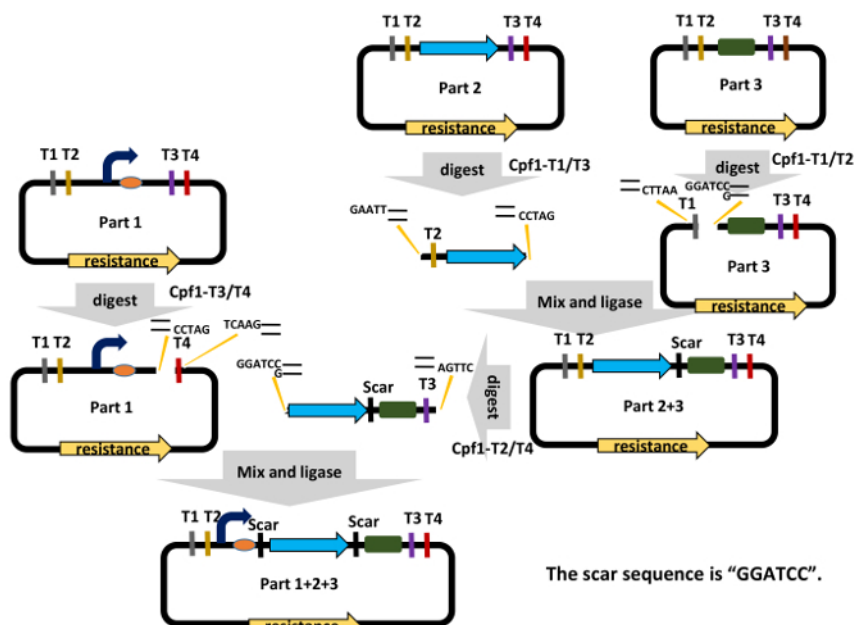 T1 T2 T3 T4
Part 2
resistance
T1 T2 T3 T4
Part 3
resistance
digest Cpf1-T1/T3
digest Cpf1-T1/T2
T1 T2 T3 T4
Part 1
resistance
GAATT
CCTAG
T2
CTTAA
GGATCC
G
T1
T3 T4
Part 3
resistance
digest Cpf1-T3/T4
Mix and ligase
CCTAG
TCAAG
T1 T2
T4
Part 1
resistance
GGATCC
G
Scar
T3
AGTTC
digest
Cpf1-T2/T4
T1 T2 Scar T3 T4
Part 2+3
resistance
Mix and ligase
T1 T2 Scar Scar T3 T4
Part 1+2+3
resistance
The scar sequence is “GGATCC”.